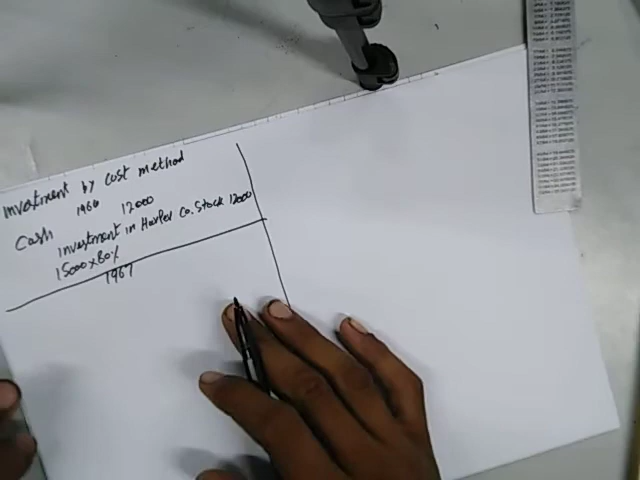 Investment by Cost method
1966
Cash 12000
Investment in Harper Co. Stock 12000
15000 x 80%
1967